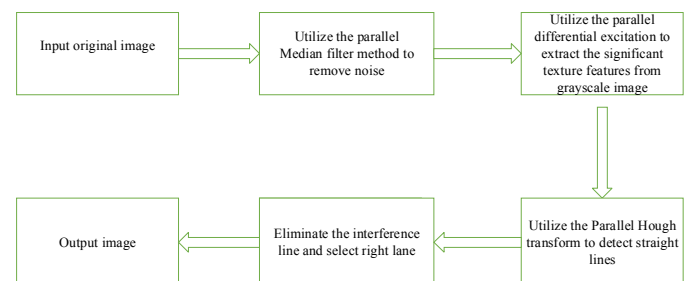 Input original image
Utilize the parallel
Median filter method to
remove noise
Utilize the parallel
differential excitation to
extract the significant
texture features from
grayscale image
Output image
Eliminate the interference
line and select right lane
Utilize the Parallel Hough
transform to detect straight
lines